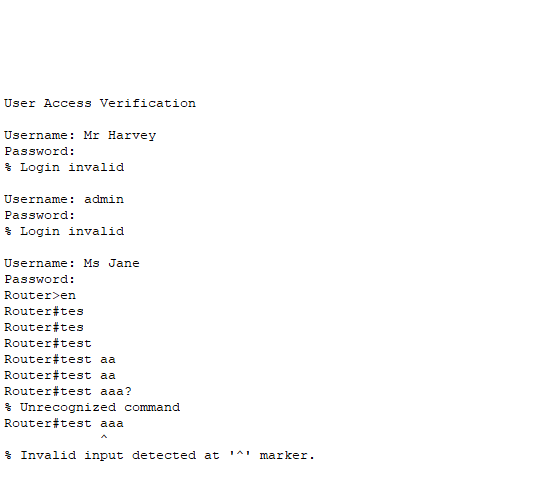 User Access Verification
Username: Mr Harvey
Password:
% Login invalid
Username: admin
Password:
% Login invalid
Username: Ms Jane
Password:
Router>en
Router#tes
Router#tes
Router#test
Router#test aa
Router#test aa
Router#test aaa?
% Unrecognized command
Router#test aaa
^
% Invalid input detected at '^' marker.